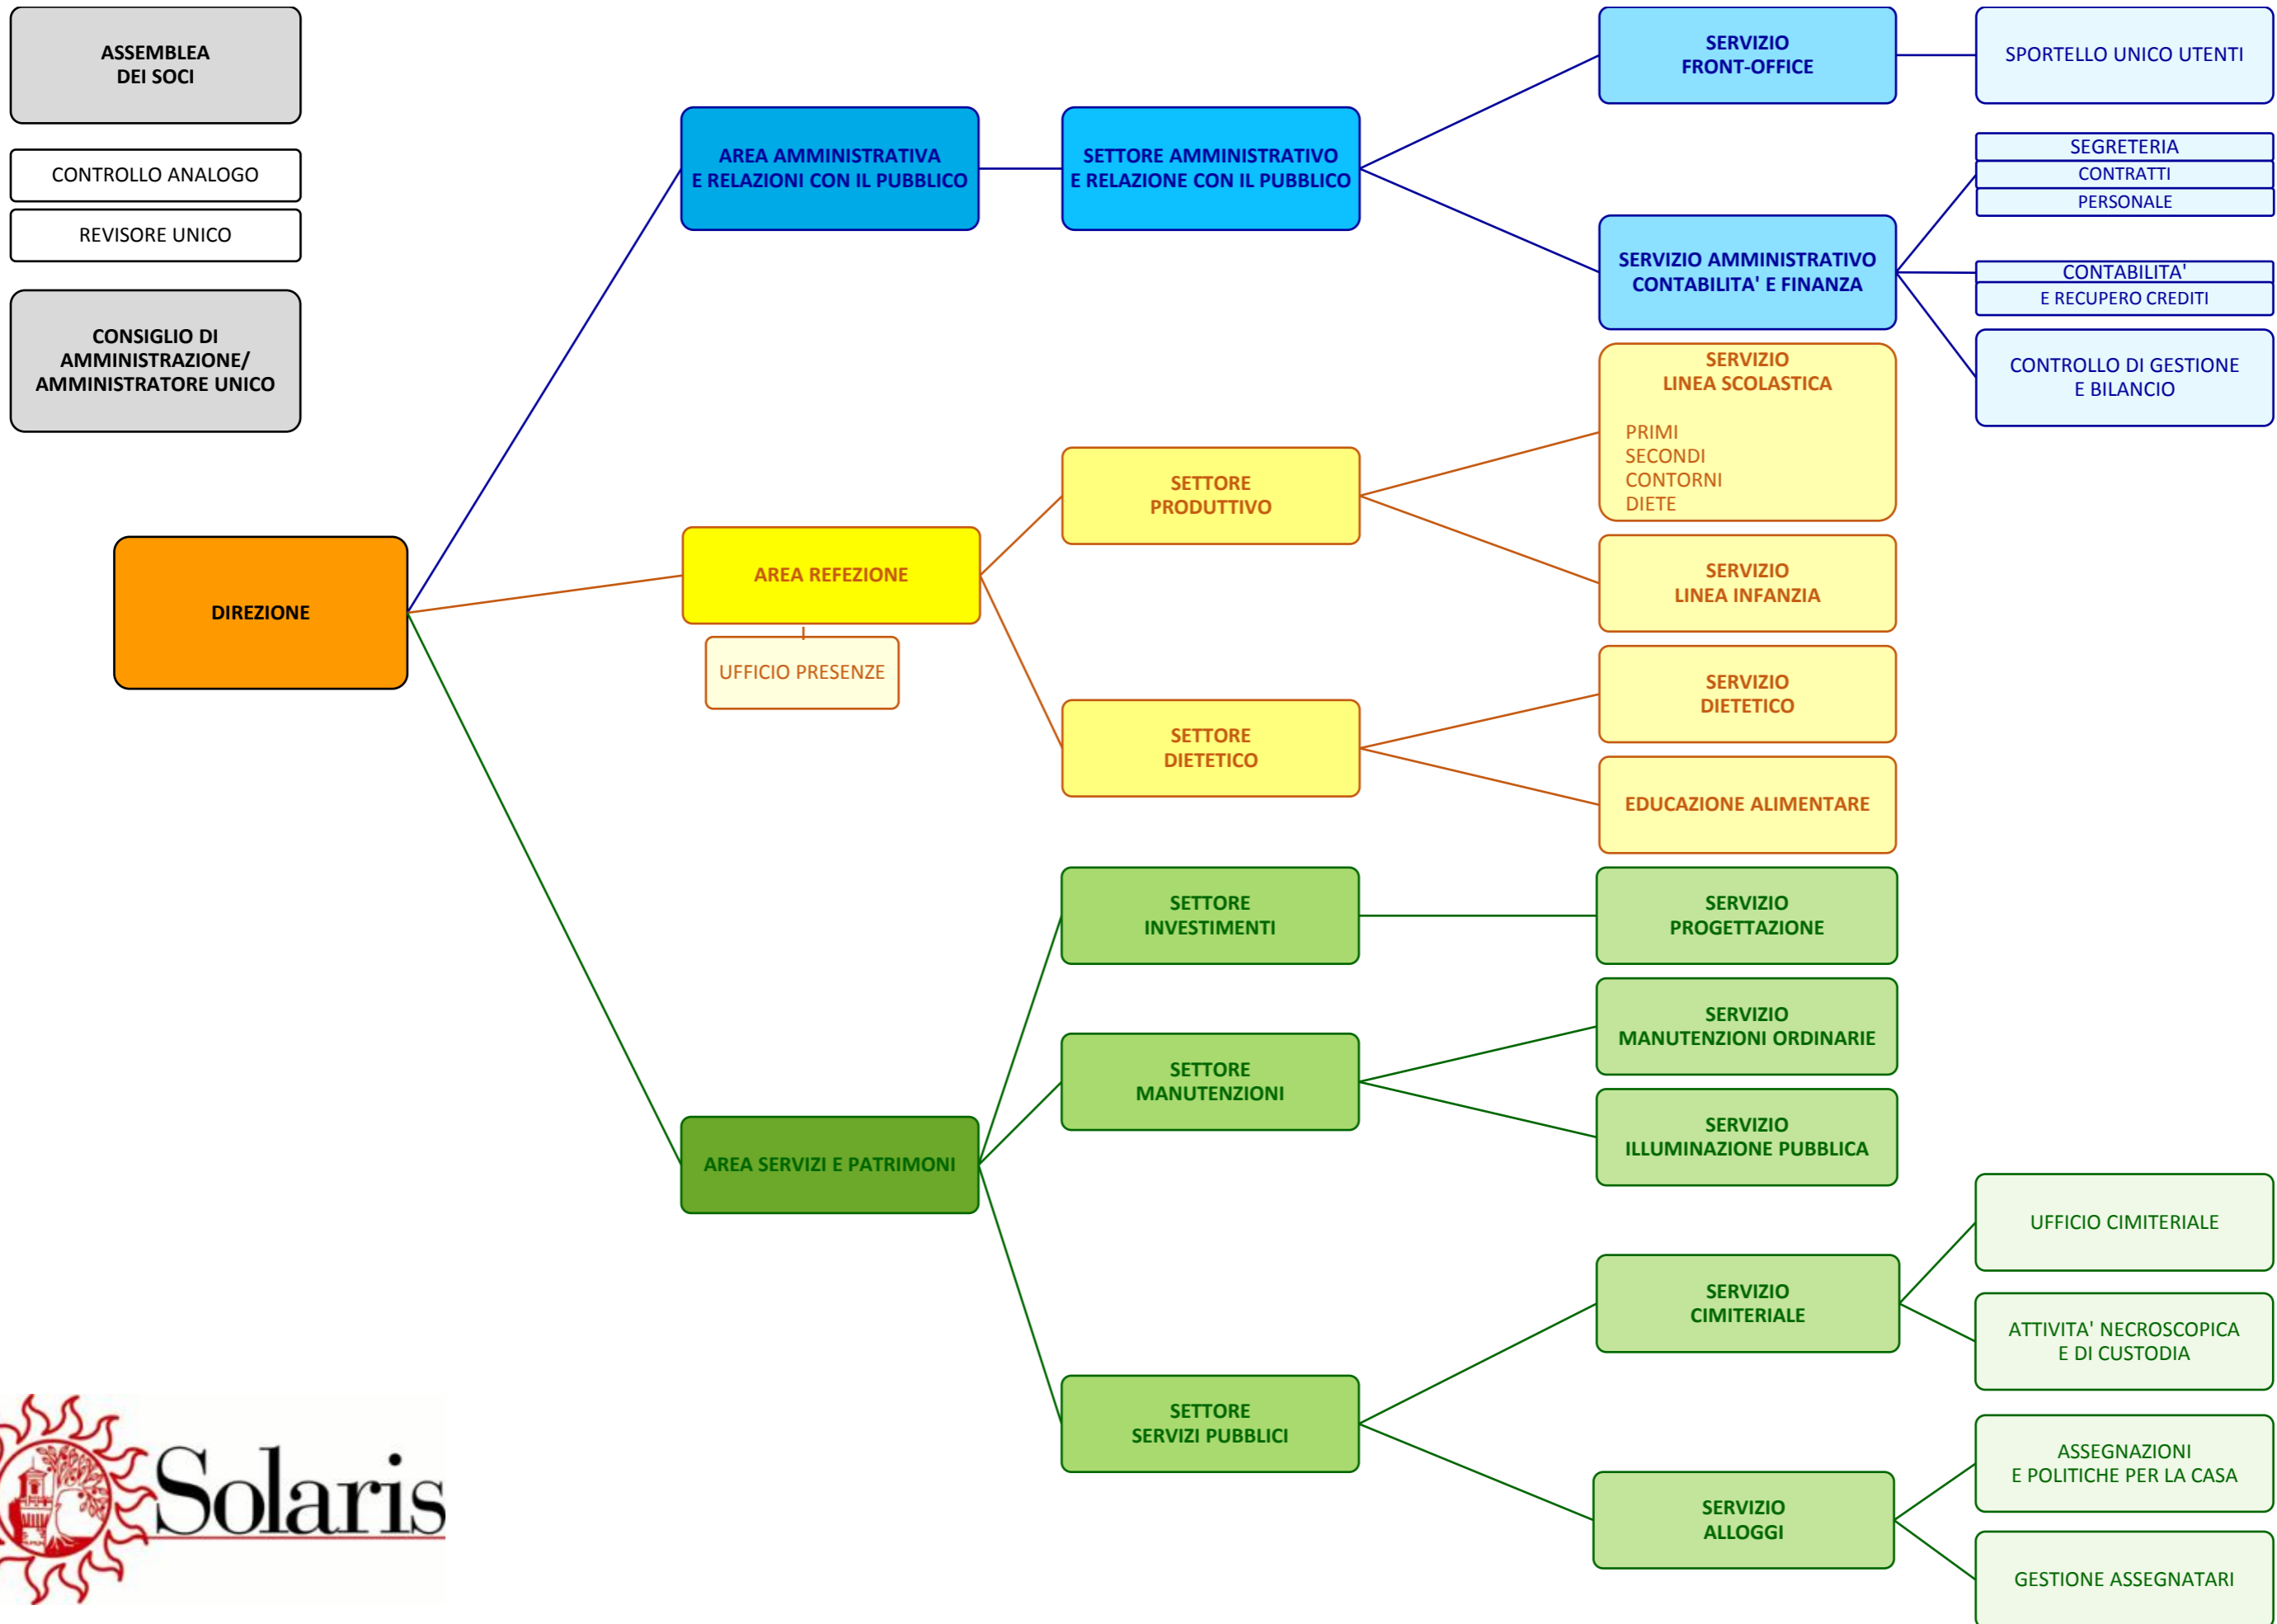 ASSEMBLEA
DEI SOCI
CONTROLLO ANALOGO
REVISORE UNICO
CONSIGLIO DI
AMMINISTRAZIONE/
AMMINISTRATORE UNICO
DIREZIONE
AREA AMMINISTRATIVA
E RELAZIONI CON IL PUBBLICO
SETTORE AMMINISTRATIVO
E RELAZIONE CON IL PUBBLICO
SERVIZIO
FRONT-OFFICE
SPORTELLO UNICO UTENTI
SERVIZIO AMMINISTRATIVO
CONTABILITA' E FINANZA
SEGRETERIA
CONTRATTI
PERSONALE
CONTABILITA'
E RECUPERO CREDITI
CONTROLLO DI GESTIONE
E BILANCIO
AREA REFEZIONE
UFFICIO PRESENZE
SETTORE
PRODUTTIVO
SERVIZIO
LINEA SCOLASTICA
PRIMI
SECONDI
CONTORNI
DIETE
SERVIZIO
LINEA INFANZIA
SETTORE
DIETETICO
SERVIZIO
DIETETICO
EDUCAZIONE ALIMENTARE
AREA SERVIZI E PATRIMONI
SETTORE
INVESTIMENTI
SERVIZIO
PROGETTAZIONE
SETTORE
MANUTENZIONI
SERVIZIO
MANUTENZIONI ORDINARIE
SERVIZIO
ILLUMINAZIONE PUBBLICA
SETTORE
SERVIZI PUBBLICI
SERVIZIO
CIMITERIALE
UFFICIO CIMITERIALE
ATTIVITA' NECROSCOPICA
E DI CUSTODIA
SERVIZIO
ALLOGGI
ASSEGNAZIONI
E POLITICHE PER LA CASA
GESTIONE ASSEGNATARI
Solaris